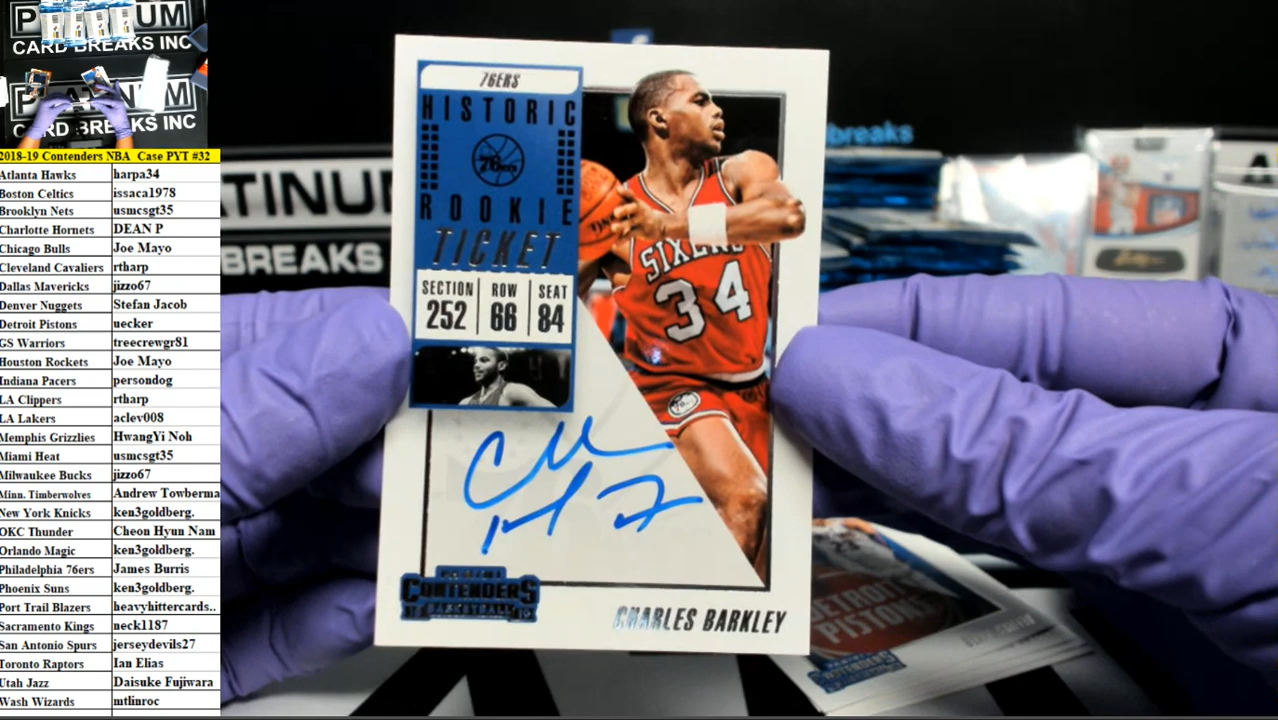 PLATINUM
CARD BREAKS INC
PLATINUM
CARD BREAKS INC
2018-19 Contenders NBA Case PYT #32
Atlanta Hawks harpa34
Boston Celtics issaca1978
Brooklyn Nets usmcsgt35
Charlotte Hornets DEAN P
Chicago Bulls Joe Mayo
Cleveland Cavaliers rtharp
Dallas Mavericks jizzo67
Denver Nuggets Stefan Jacob
Detroit Pistons uecker
GS Warriors treecrewgr81
Houston Rockets Joe Mayo
Indiana Pacers persondog
LA Clippers rtharp
LA Lakers aclev008
Memphis Grizzlies HwangYi Noh
Miami Heat usmcsgt35
Milwaukee Bucks jizzo67
Minn. Timberwolves Andrew Towberma
New York Knicks ken3goldberg.
OKC Thunder Cheon Hyun Nam
Orlando Magic ken3goldberg.
Philadelphia 76ers James Burris
Phoenix Suns ken3goldberg.
Port Trail Blazers heavyhittercards..
Sacramento Kings neck1187
San Antonio Spurs jerseydevils27
Toronto Raptors Ian Elias
Utah Jazz Daisuke Fujiwara
Wash Wizards mtlinroc
TINUM
BREAKS
breaks
76ERS
HISTORIC
76ers
ROOKIE
TICKET
SECTION ROW SEAT
252 66 84
SIXERS
34
PANINI
CONTENDERS
BASKETBALL
CHARLES BARKLEY
DETROIT
PISTONS